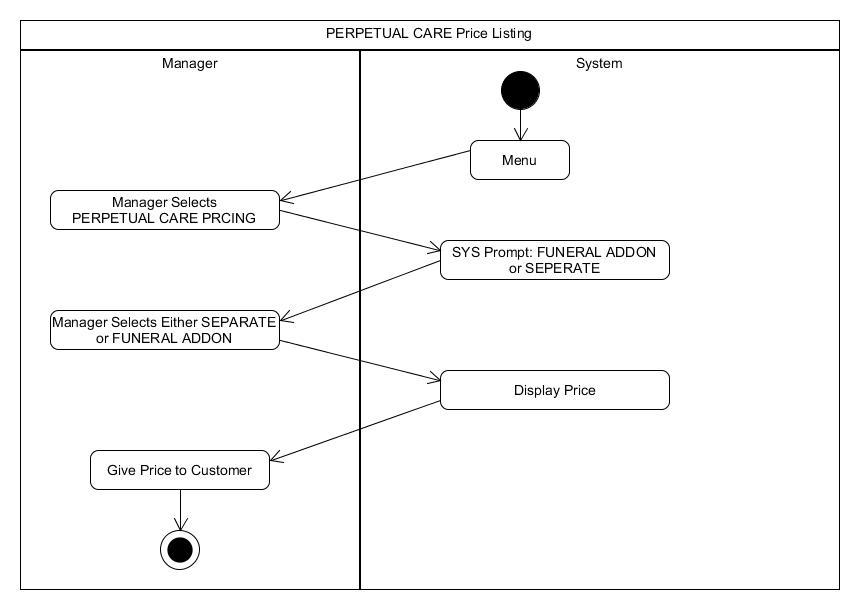 PERPETUAL CARE Price Listing
Manager
System
Menu
Manager Selects
PERPETUAL CARE PRCING
SYS Prompt: FUNERAL ADDON
or SEPERATE
Manager Selects Either SEPARATE
or FUNERAL ADDON
Display Price
Give Price to Customer